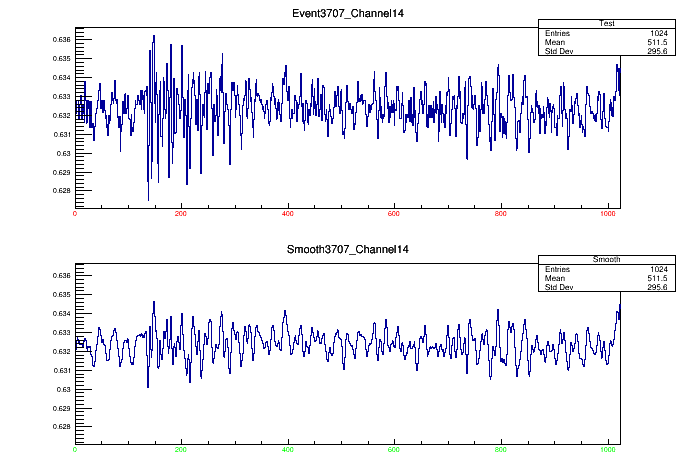 Event3707_Channel14
Test
Entries 1024
Mean 511.5
Std Dev 295.6
0.636
0.635
0.634
0.633
0.632
0.631
0.63
0.629
0.628
0 200 400 600 800 1000
Smooth3707_Channel14
Smooth
Entries 1024
Mean 511.5
Std Dev 295.6
0.636
0.635
0.634
0.633
0.632
0.631
0.63
0.629
0.628
0 200 400 600 800 1000